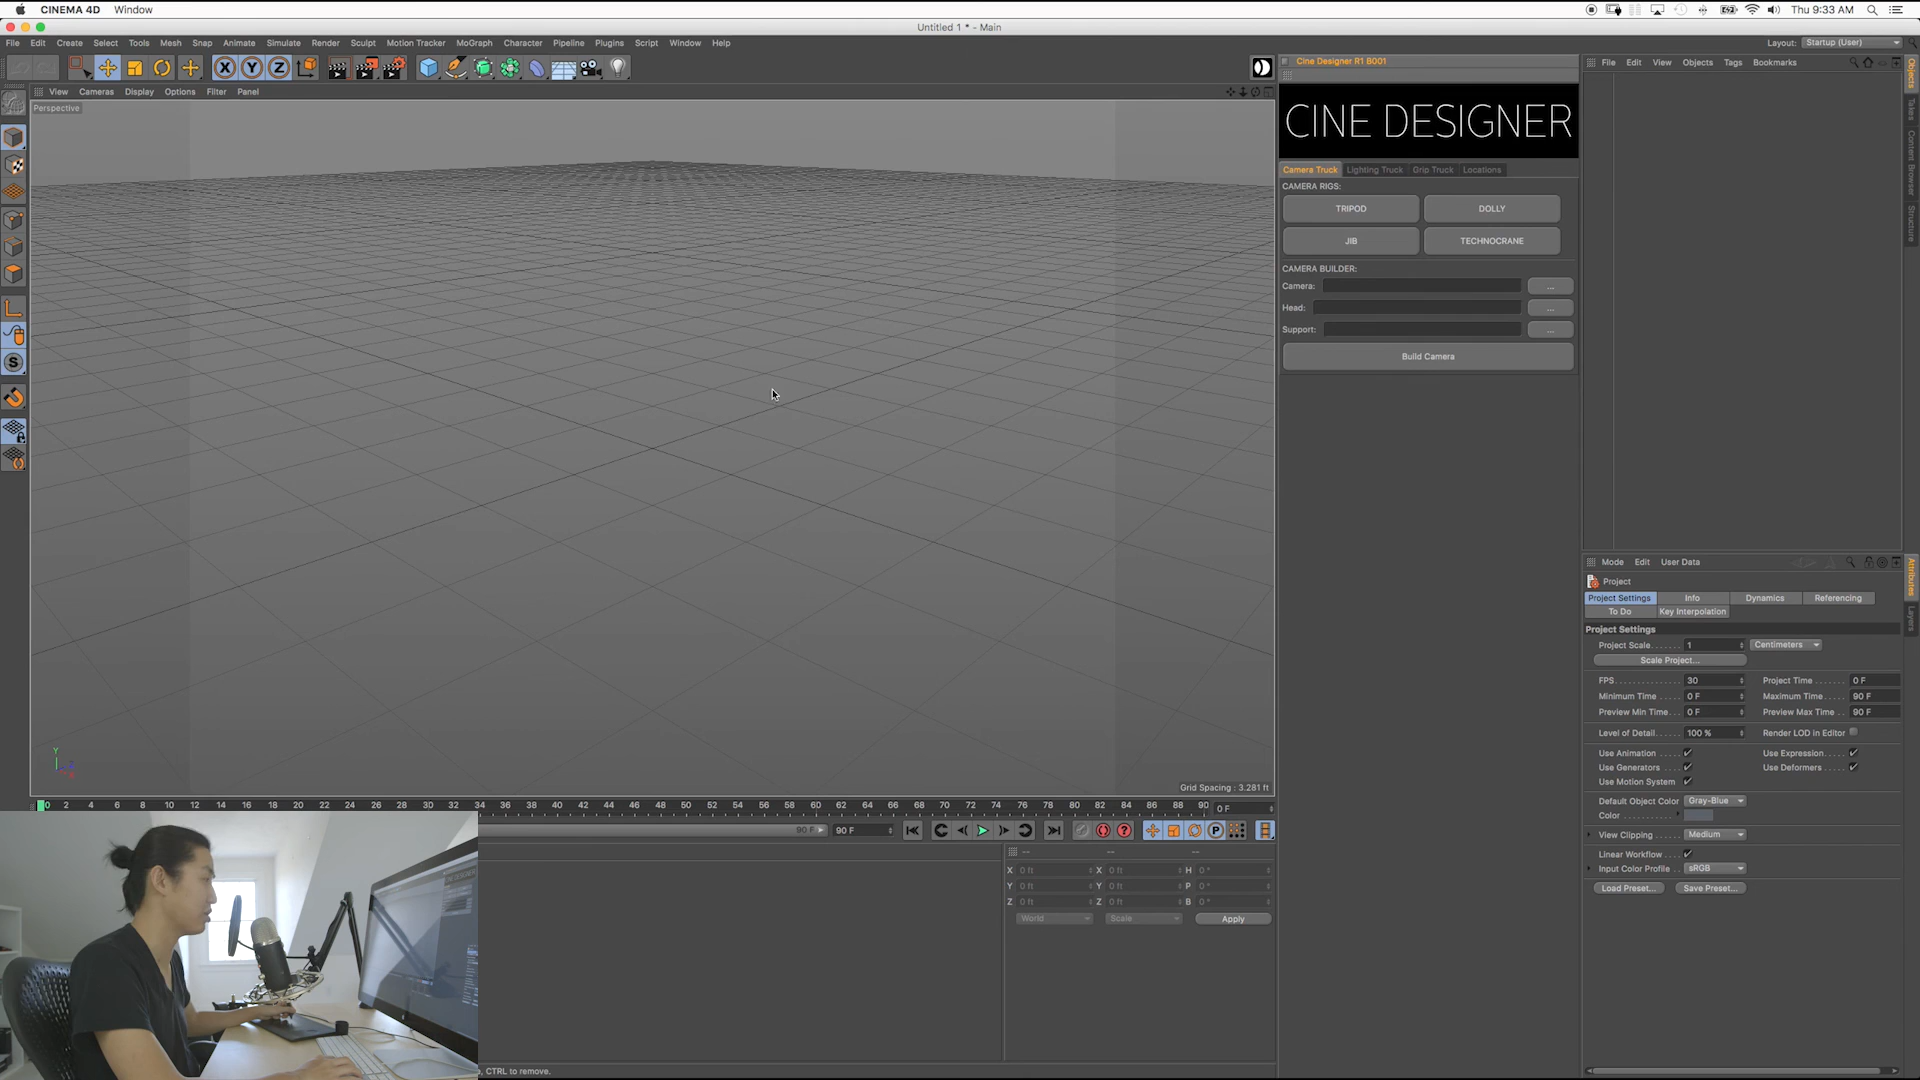 CINEMA 4D Window
Thu 9:33 AM
Untitled 1 * - Main
File Edit Create Select Tools Mesh Snap Animate Simulate Render Sculpt Motion Tracker MoGraph Character Pipeline Plugins Script Window Help
Layout: Startup (User)
X Y Z
View Cameras Display Options Filter Panel
Perspective
Cine Designer R1 B001
CINE DESIGNER
Camera Truck Lighting Truck Grip Truck Locations
CAMERA RIGS:
TRIPOD DOLLY
JIB TECHNOCRANE
CAMERA BUILDER:
Camera: ...
Head: ...
Support: ...
Build Camera
File Edit View Objects Tags Bookmarks
Objects
Takes
Content Browser
Structure
Mode Edit User Data
Attributes
Layers
Project
Project Settings Info Dynamics Referencing
To Do Key Interpolation
Project Settings
Project Scale 1 Centimeters
Scale Project...
FPS 30 Project Time 0 F
Minimum Time 0 F Maximum Time 90 F
Preview Min Time 0 F Preview Max Time 90 F
Level of Detail 100 % Render LOD in Editor
Use Animation Use Expression
Use Generators Use Deformers
Use Motion System
Default Object Color Gray-Blue
Color
View Clipping Medium
Linear Workflow
Input Color Profile sRGB
Load Preset... Save Preset...
Y
Grid Spacing : 3.281 ft
0 2 4 6 8 10 12 14 16 18 20 22 24 26 28 30 32 34 36 38 40 42 44 46 48 50 52 54 56 58 60 62 64 66 68 70 72 74 76 78 80 82 84 86 88 90 0 F
90 F 90 F
-- -- --
X 0 ft X 0 ft H 0 °
Y 0 ft Y 0 ft P 0 °
Z 0 ft Z 0 ft B 0 °
World Scale Apply
, CTRL to remove.